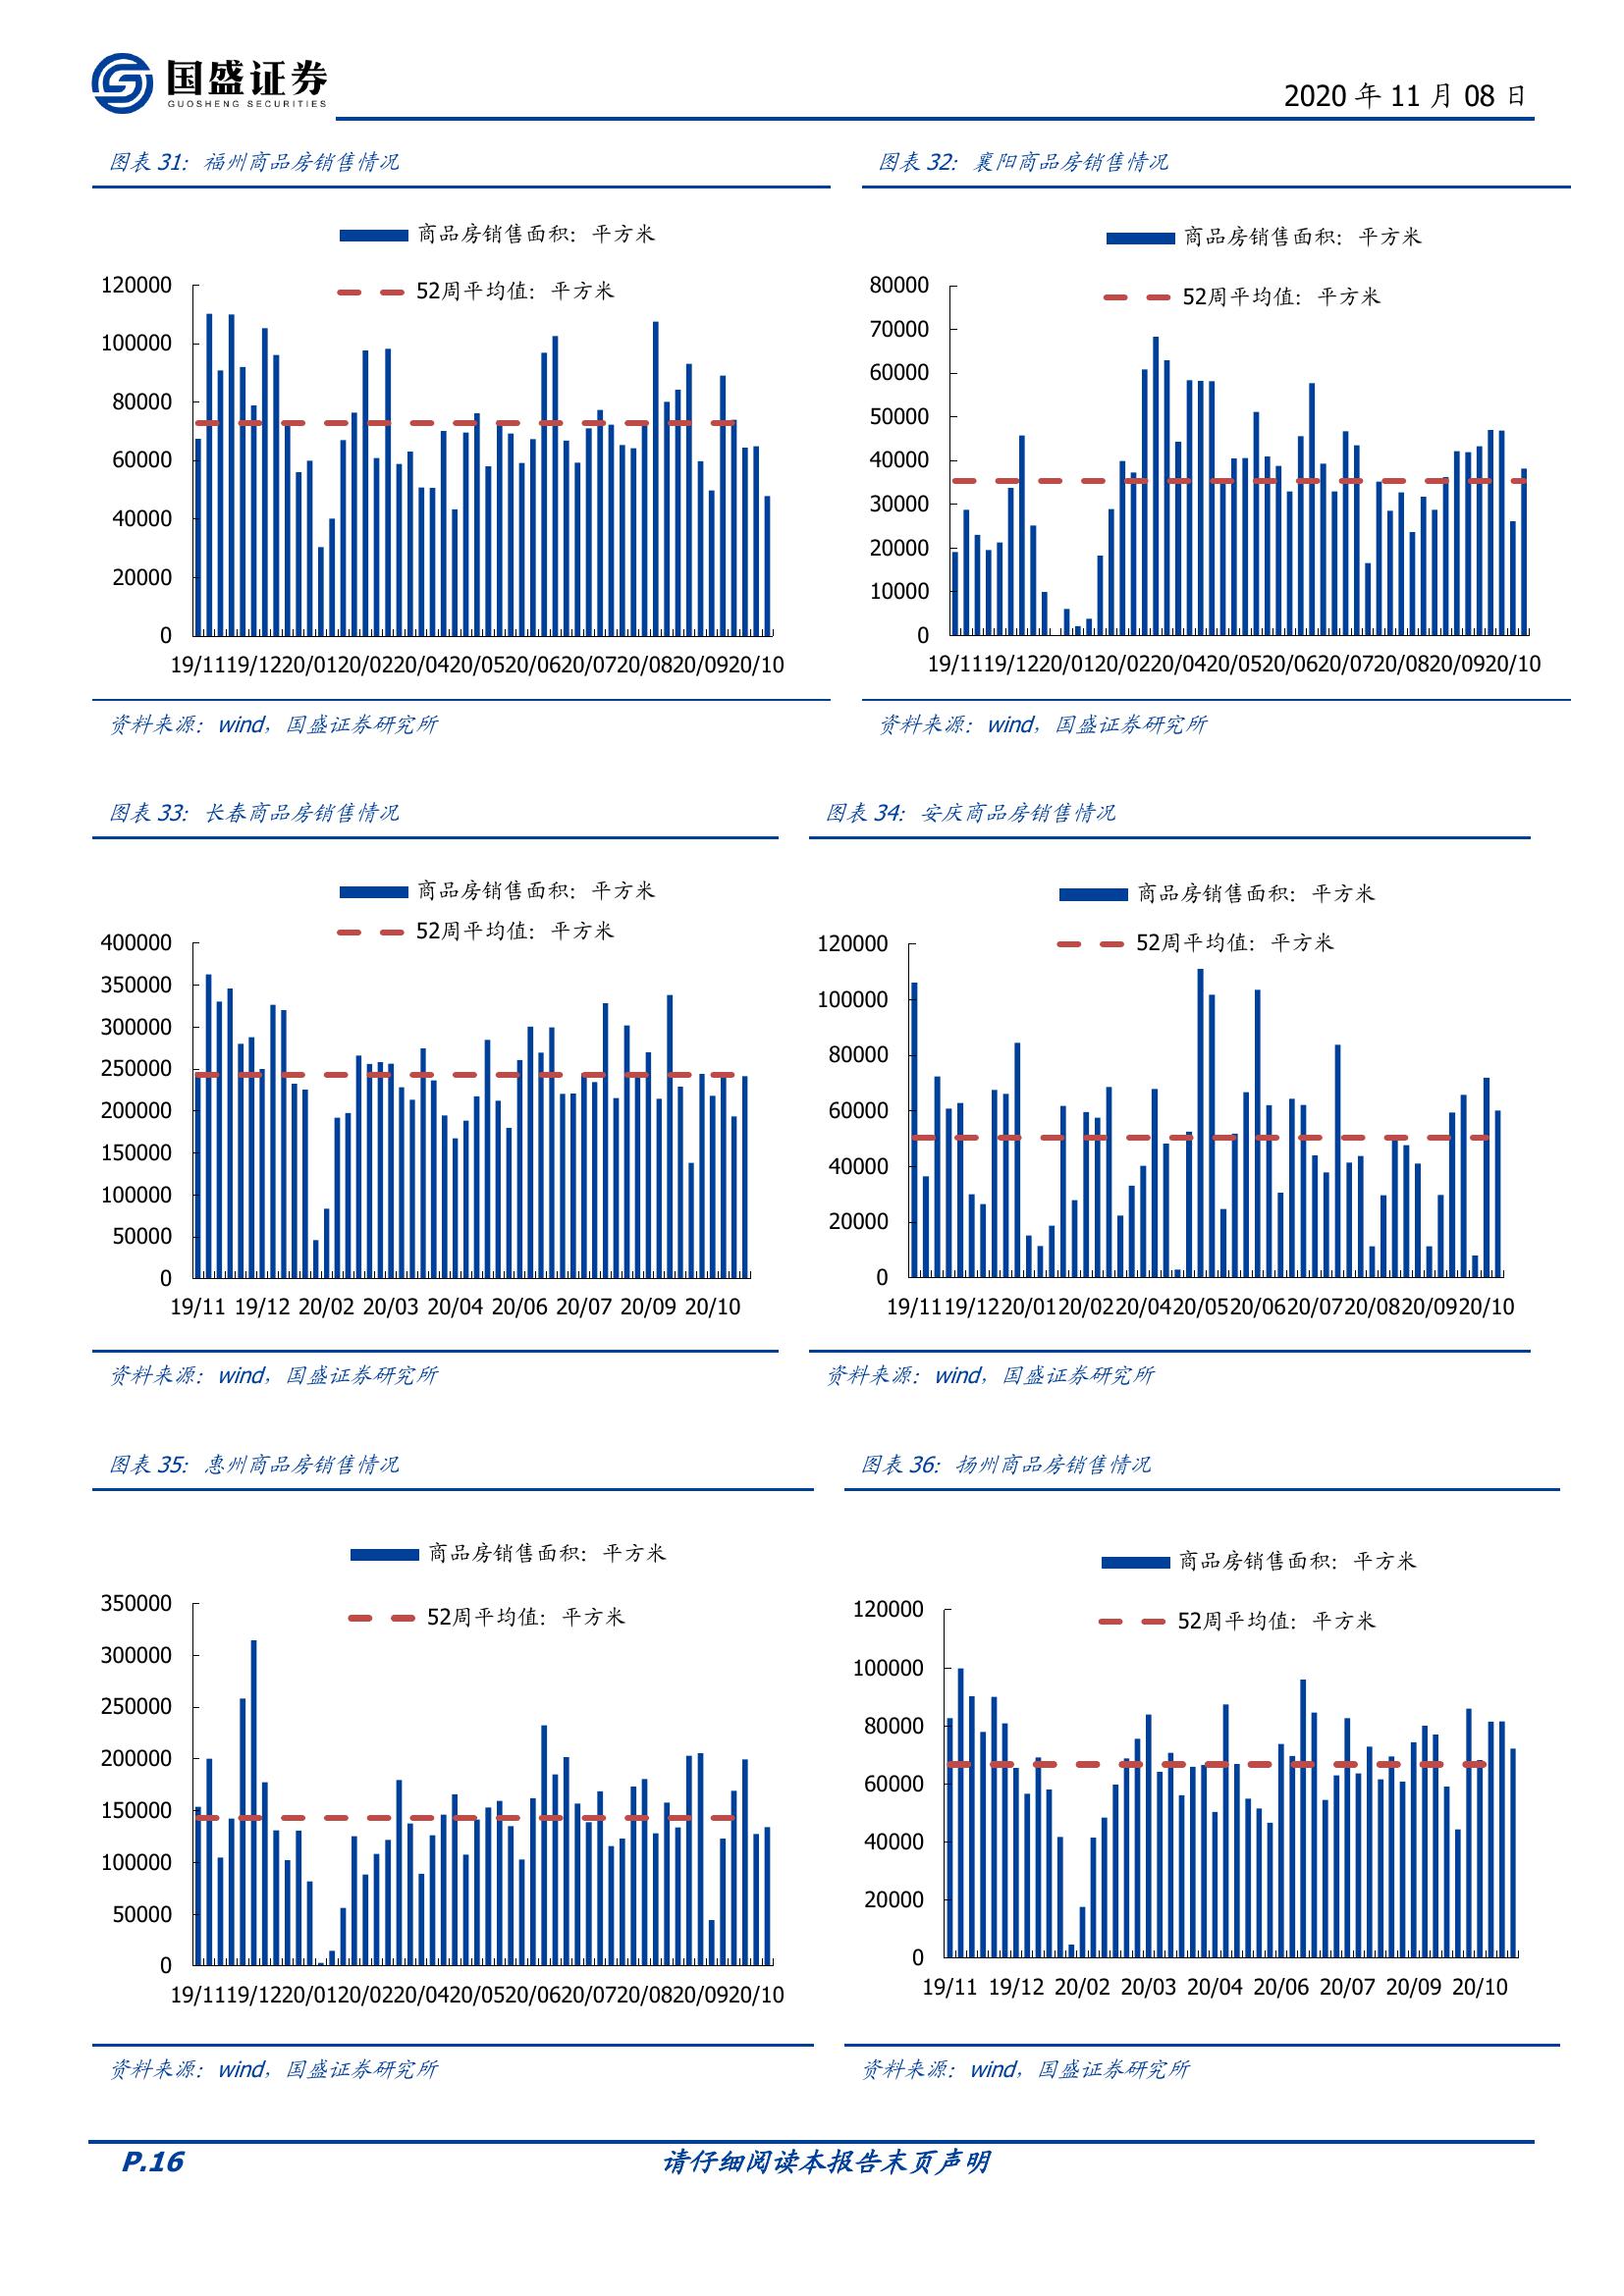 国盛证券
GUOSHENG SECURITIES
2020 年 11 月 08 日
图表 31：福州商品房销售情况
商品房销售面积：平方米
52周平均值：平方米
120000
100000
80000
60000
40000
20000
0
19/1119/1220/0120/0220/0420/0520/0620/0720/0820/0920/10
资料来源：wind，国盛证券研究所
图表 32：襄阳商品房销售情况
商品房销售面积：平方米
52周平均值：平方米
80000
70000
60000
50000
40000
30000
20000
10000
0
19/1119/1220/0120/0220/0420/0520/0620/0720/0820/0920/10
资料来源：wind，国盛证券研究所
图表 33：长春商品房销售情况
商品房销售面积：平方米
52周平均值：平方米
400000
350000
300000
250000
200000
150000
100000
50000
0
19/11 19/12 20/02 20/03 20/04 20/06 20/07 20/09 20/10
资料来源：wind，国盛证券研究所
图表 34：安庆商品房销售情况
商品房销售面积：平方米
52周平均值：平方米
120000
100000
80000
60000
40000
20000
0
19/1119/1220/0120/0220/0420/0520/0620/0720/0820/0920/10
资料来源：wind，国盛证券研究所
图表 35：惠州商品房销售情况
商品房销售面积：平方米
52周平均值：平方米
350000
300000
250000
200000
150000
100000
50000
0
19/1119/1220/0120/0220/0420/0520/0620/0720/0820/0920/10
资料来源：wind，国盛证券研究所
图表 36：扬州商品房销售情况
商品房销售面积：平方米
52周平均值：平方米
120000
100000
80000
60000
40000
20000
0
19/11 19/12 20/02 20/03 20/04 20/06 20/07 20/09 20/10
资料来源：wind，国盛证券研究所
P.16
请仔细阅读本报告末页声明